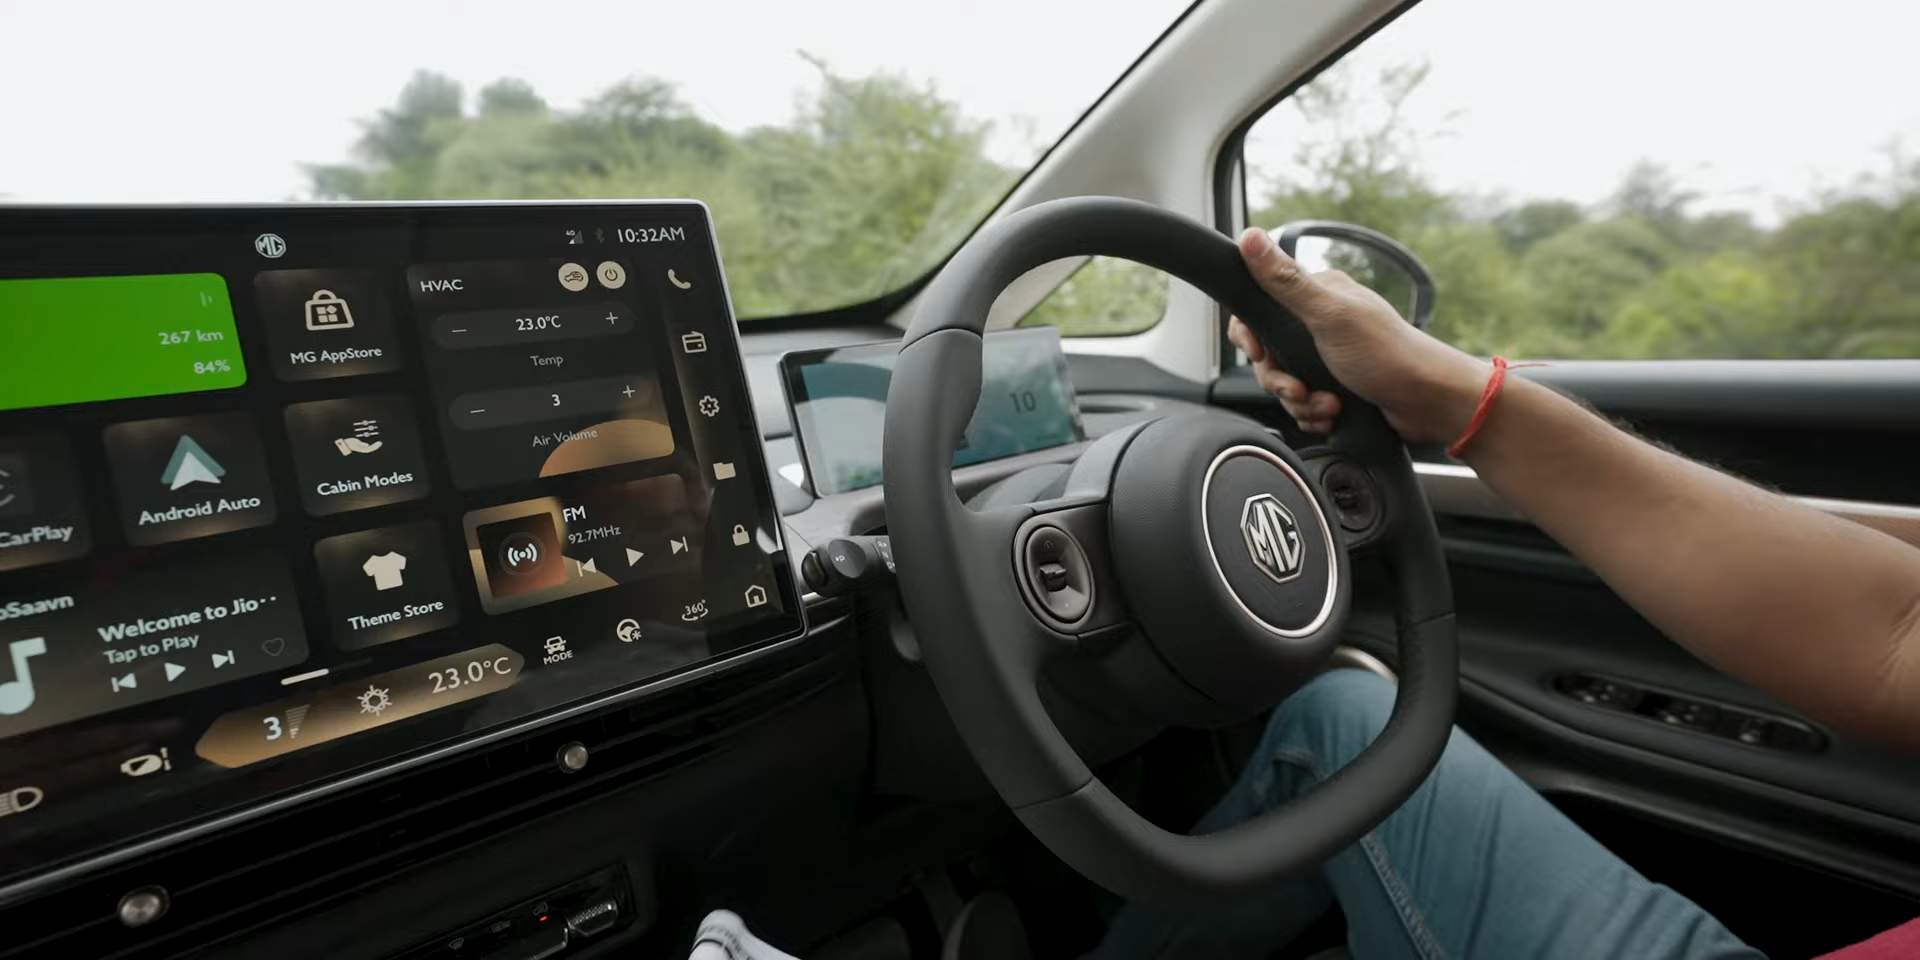 MG
4G
10:32AM
267 km
84%
MG AppStore
HVAC
23.0°C
Temp
3
Air Volume
CarPlay
Android Auto
Cabin Modes
FM
92.7MHz
Saavn
Welcome to Jio··
Tap to Play
Theme Store
3
23.0°C
MODE
360°
10
MG